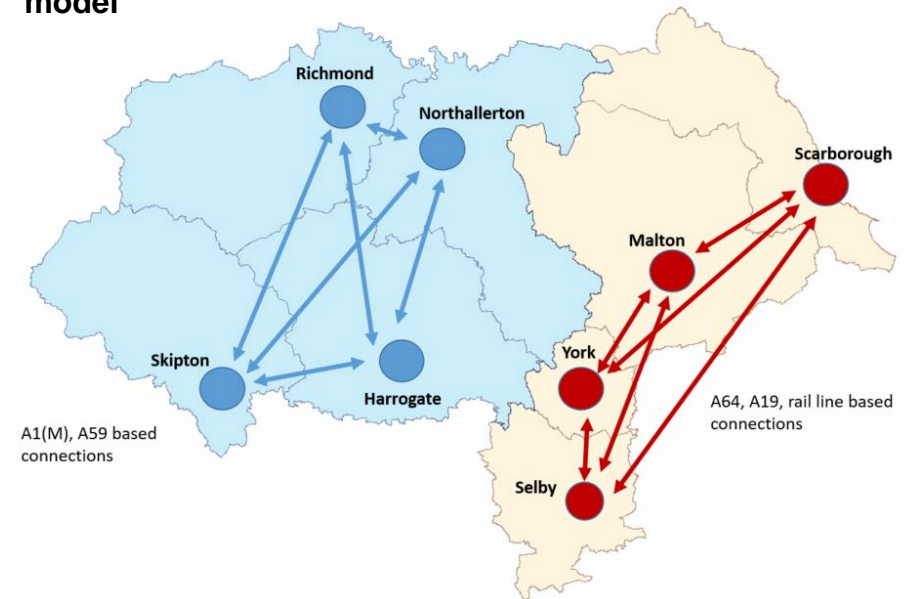 model
Richmond
Northallerton
Scarborough
Malton
York
Skipton
Harrogate
A64, A19, rail line based
connections
A1(M), A59 based
connections
Selby